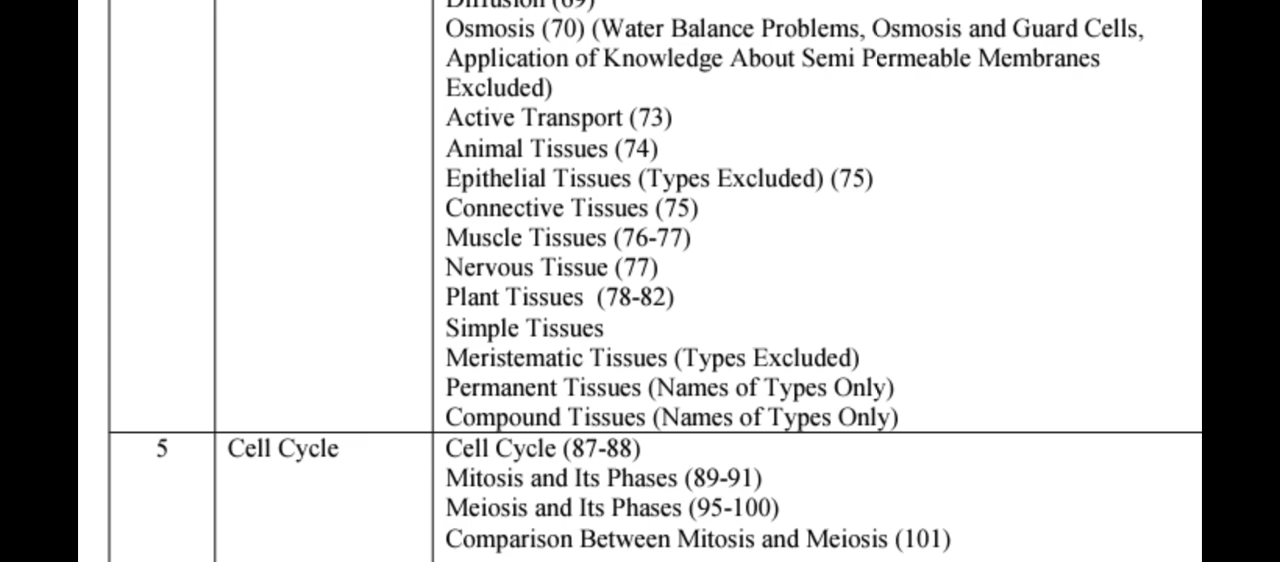 Diffusion (69)
Osmosis (70) (Water Balance Problems, Osmosis and Guard Cells,
Application of Knowledge About Semi Permeable Membranes
Excluded)
Active Transport (73)
Animal Tissues (74)
Epithelial Tissues (Types Excluded) (75)
Connective Tissues (75)
Muscle Tissues (76-77)
Nervous Tissue (77)
Plant Tissues (78-82)
Simple Tissues
Meristematic Tissues (Types Excluded)
Permanent Tissues (Names of Types Only)
Compound Tissues (Names of Types Only)
5 Cell Cycle Cell Cycle (87-88)
Mitosis and Its Phases (89-91)
Meiosis and Its Phases (95-100)
Comparison Between Mitosis and Meiosis (101)